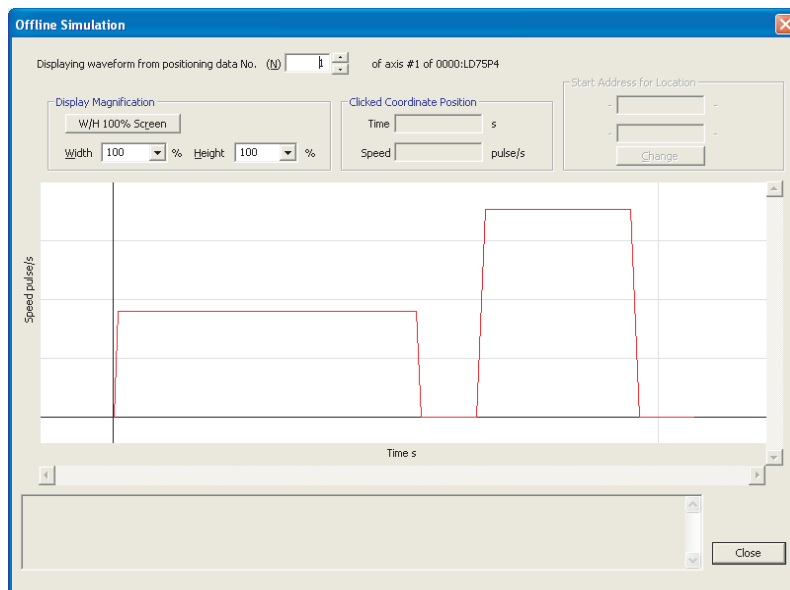 Offline Simulation
Displaying waveform from positioning data No. (N) 1 of axis #1 of 0000:LD75P4
Start Address for Location
Display Magnification
Clicked Coordinate Position
- -
W/H 100% Screen
Time s
- -
Width 100 % Height 100 %
Speed pulse/s
Change
Speed pulse/s
Time s
Close